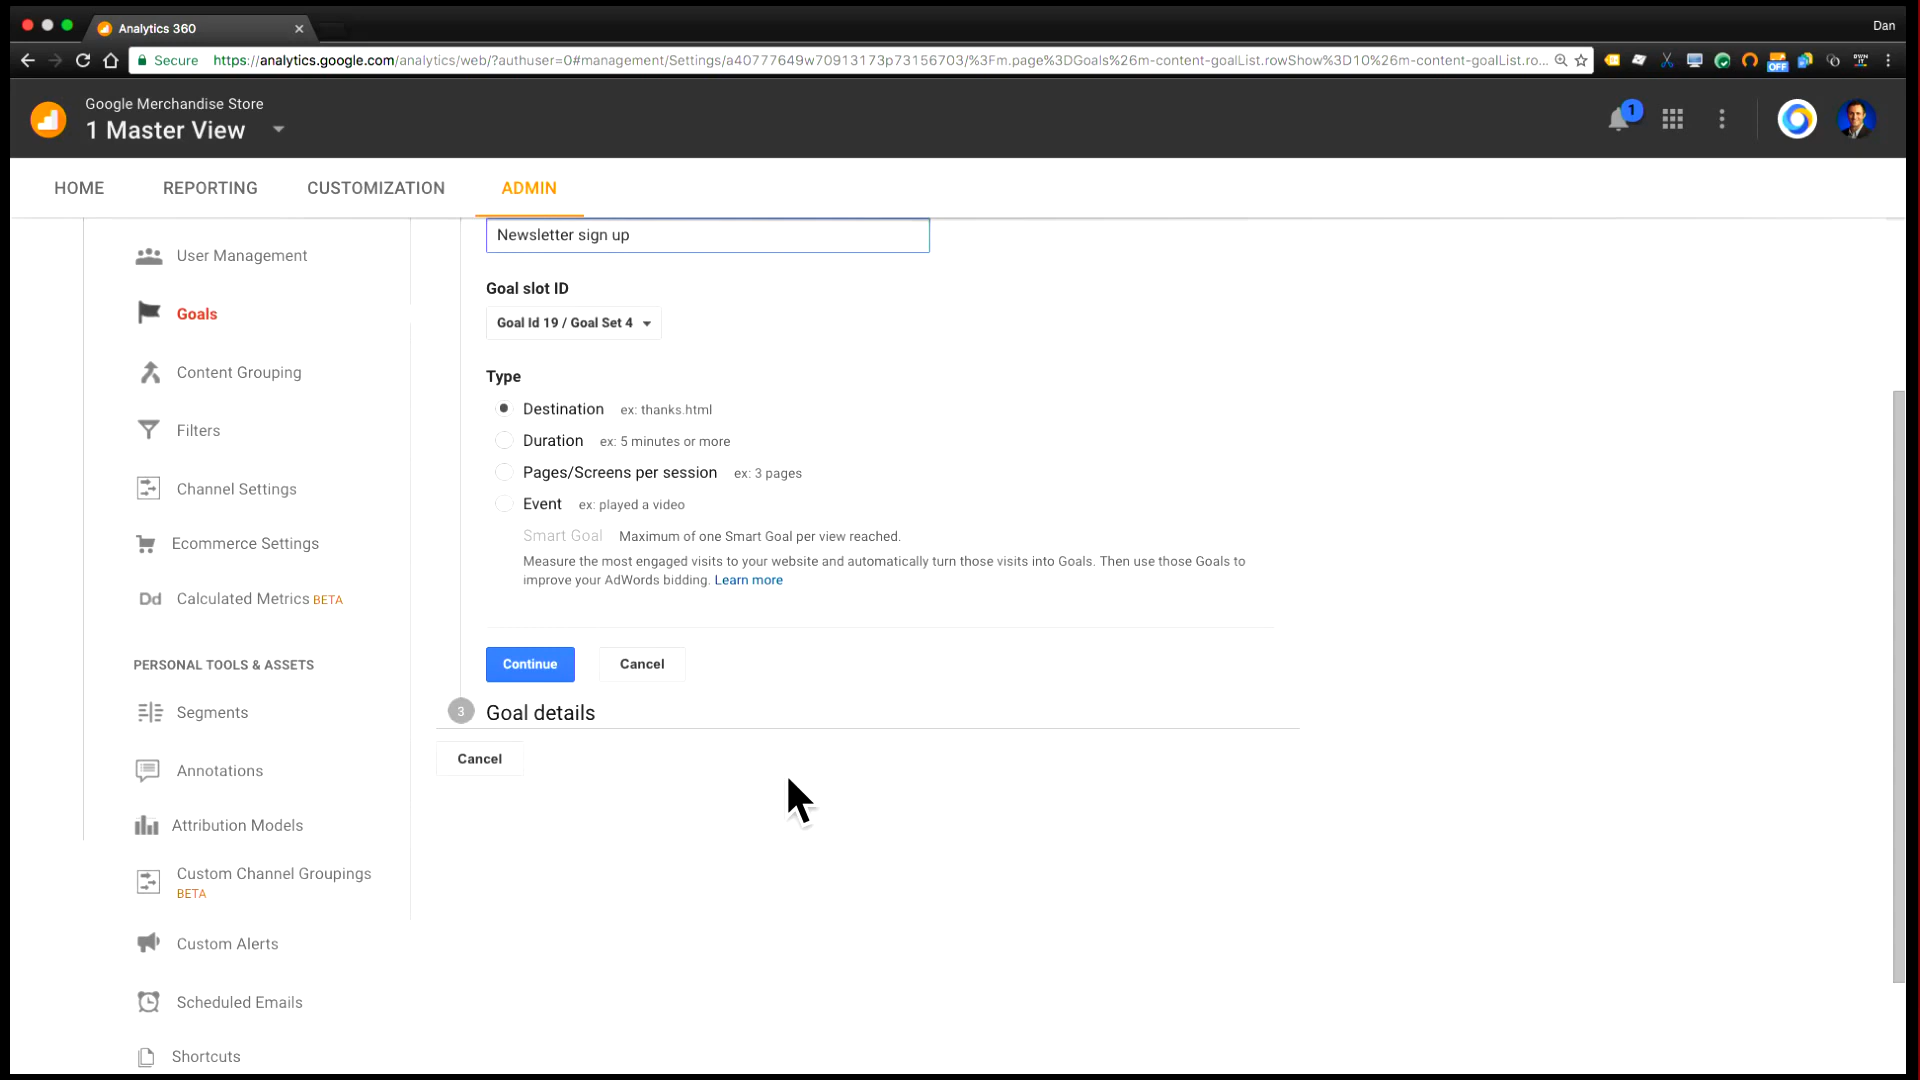 Analytics 360
Dan
Secure
https://analytics.google.com/analytics/web/?authuser=0#management/Settings/a40777649w70913173p73156703/%3Fm.page%3DGoals%26m-content-goalList.rowShow%3D10%26m-content-goalList.ro...
OFF
Google Merchandise Store
1 Master View
1
HOME
REPORTING
CUSTOMIZATION
ADMIN
User Management
Goals
Content Grouping
Filters
Channel Settings
Ecommerce Settings
Dd Calculated Metrics BETA
PERSONAL TOOLS & ASSETS
Segments
Annotations
Attribution Models
Custom Channel Groupings
BETA
Custom Alerts
Scheduled Emails
Shortcuts
Newsletter sign up
Goal slot ID
Goal Id 19 / Goal Set 4
Type
Destination ex: thanks.html
Duration ex: 5 minutes or more
Pages/Screens per session ex: 3 pages
Event ex: played a video
Smart Goal Maximum of one Smart Goal per view reached.
Measure the most engaged visits to your website and automatically turn those visits into Goals. Then use those Goals to
improve your AdWords bidding. Learn more
Continue
Cancel
3 Goal details
Cancel